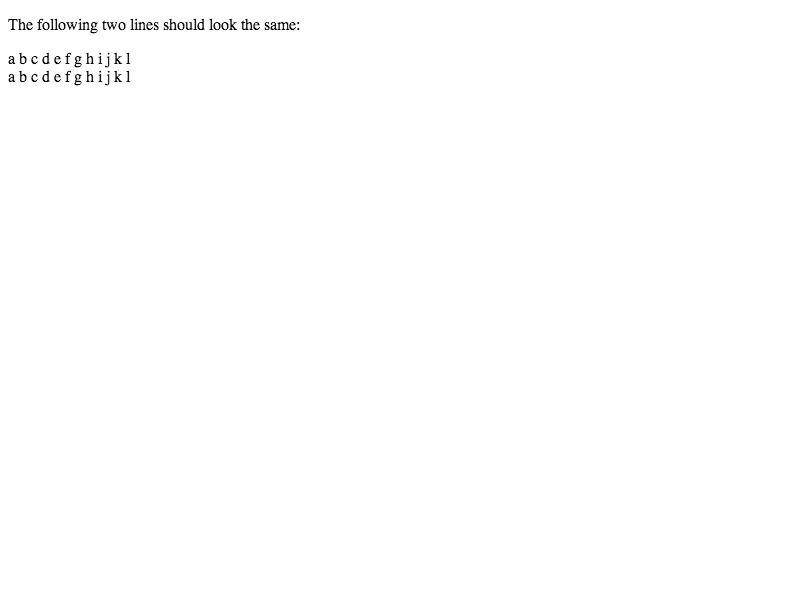 The following two lines should look the same:
a b c d e f g h i j k l
a b c d e f g h i j k l